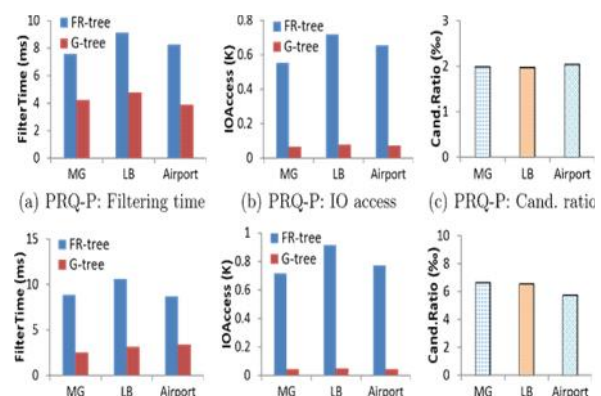 FilterTime (ms)
10
8
6
4
2
0
FR-tree
G-tree
MG LB Airport
(a) PRQ-P: Filtering time
IOAccess (K)
0.8
0.6
0.4
0.2
0
FR-tree
G-tree
MG LB Airport
(b) PRQ-P: IO access
Cand.Ratio (‰)
3
2
1
0
MG LB Airport
(c) PRQ-P: Cand. ratio
FilterTime (ms)
15
10
5
0
FR-tree
G-tree
MG LB Airport
IOAccess (K)
1
0.8
0.6
0.4
0.2
0
FR-tree
G-tree
MG LB Airport
Cand.Ratio (‰)
10
8
6
4
2
0
MG LB Airport